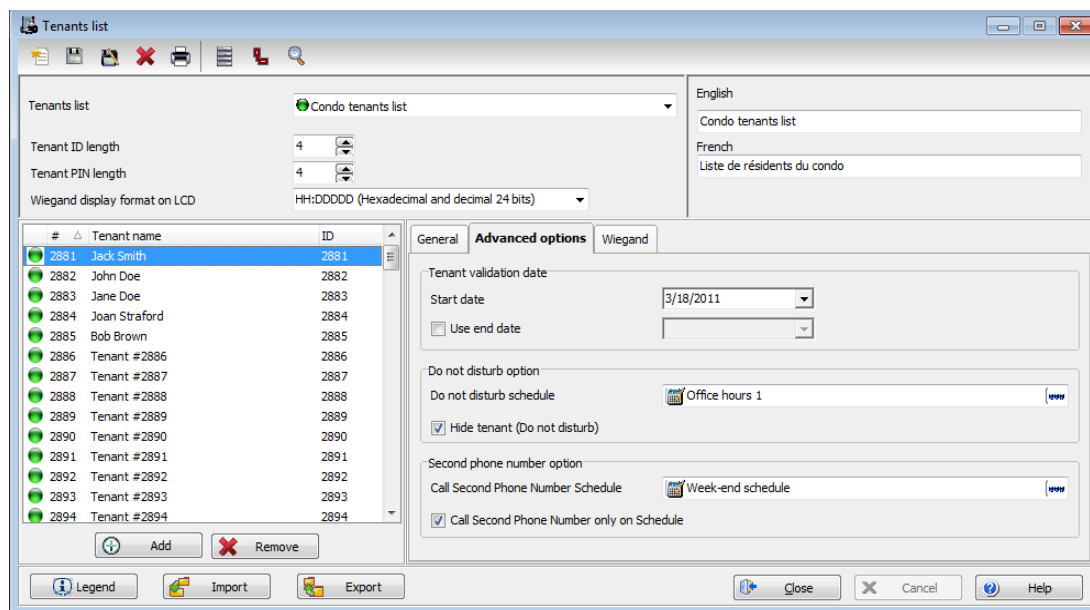 Tenants list
Tenants list
Condo tenants list
English
Condo tenants list
Tenant ID length
4
French
Tenant PIN length
4
Liste de résidents du condo
Wiegand display format on LCD
HH:DDDDD (Hexadecimal and decimal 24 bits)
# Tenant name ID
2881 Jack Smith 2881
2882 John Doe 2882
2883 Jane Doe 2883
2884 Joan Straford 2884
2885 Bob Brown 2885
2886 Tenant #2886 2886
2887 Tenant #2887 2887
2888 Tenant #2888 2888
2889 Tenant #2889 2889
2890 Tenant #2890 2890
2891 Tenant #2891 2891
2892 Tenant #2892 2892
2893 Tenant #2893 2893
2894 Tenant #2894 2894
Add Remove
General Advanced options Wiegand
Tenant validation date
Start date 3/18/2011
Use end date
Do not disturb option
Do not disturb schedule Office hours 1
Hide tenant (Do not disturb)
Second phone number option
Call Second Phone Number Schedule Week-end schedule
Call Second Phone Number only on Schedule
Legend Import Export Close Cancel Help